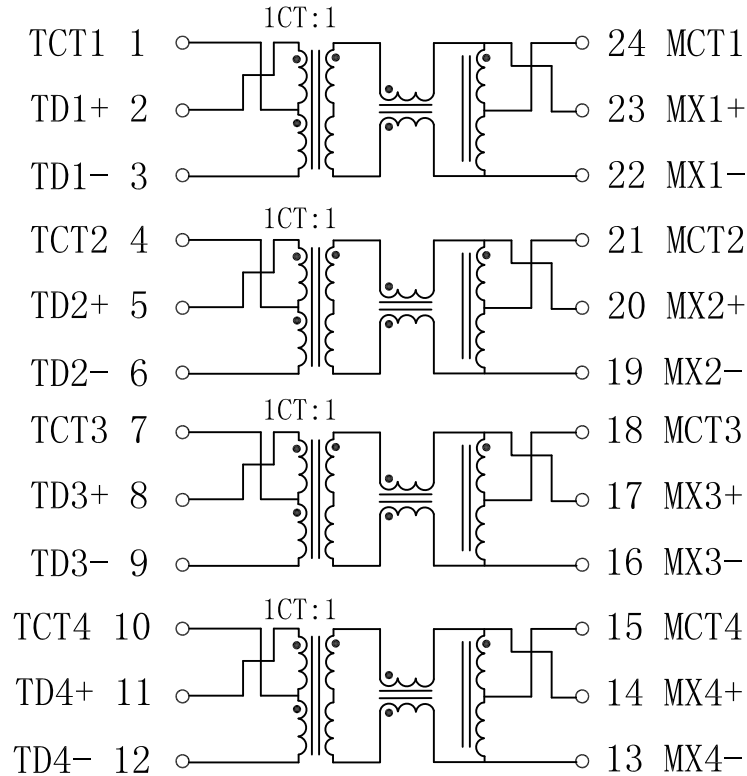 1CT:1
TCT1 1 24 MCT1
TD1+ 2 23 MX1+
TD1- 3 22 MX1-
1CT:1
TCT2 4 21 MCT2
TD2+ 5 20 MX2+
TD2- 6 19 MX2-
1CT:1
TCT3 7 18 MCT3
TD3+ 8 17 MX3+
TD3- 9 16 MX3-
1CT:1
TCT4 10 15 MCT4
TD4+ 11 14 MX4+
TD4- 12 13 MX4-